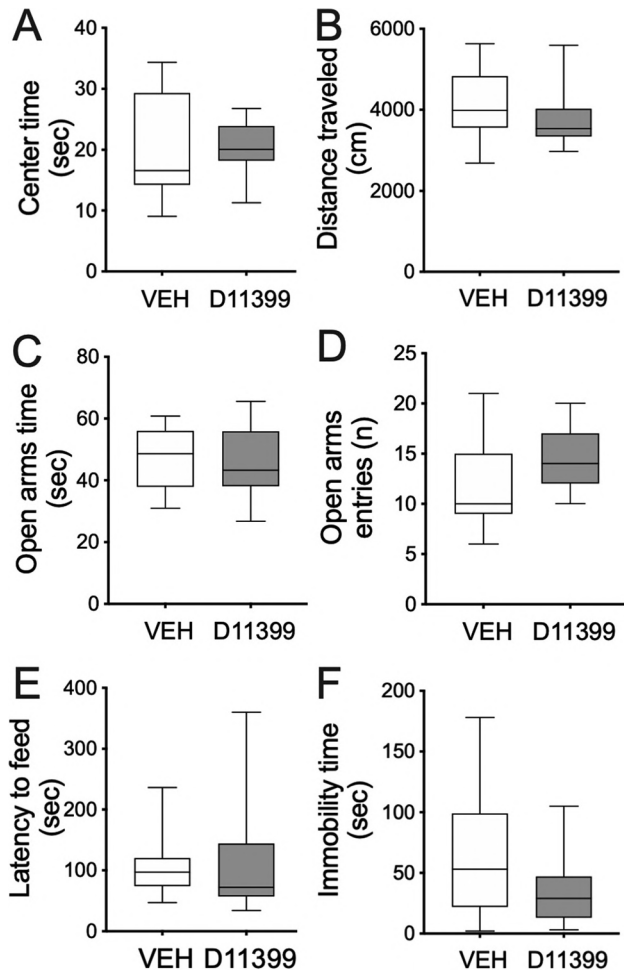 A
Center time
(sec)
40
30
20
10
0
VEH D11399
B
Distance traveled
(cm)
6000
4000
2000
0
VEH D11399
C
Open arms time
(sec)
80
60
40
20
0
VEH D11399
D
Open arms
entries (n)
25
20
15
10
5
0
VEH D11399
E
Latency to feed
(sec)
400
300
200
100
0
VEH D11399
F
Immobility time
(sec)
200
150
100
50
0
VEH D11399